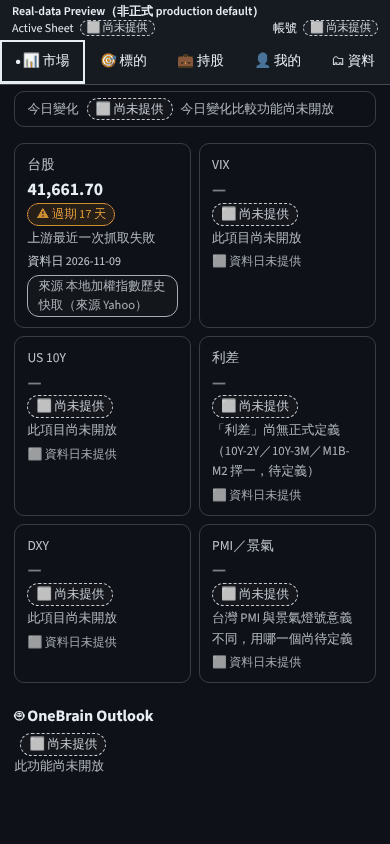 Real-data Preview（非正式 production default）
Active Sheet ⬜ 尚未提供 帳號 ⬜ 尚未提供
📊 市場 🎯 標的 💼 持股 👤 我的 🗂 資料
今日變化 ⬜ 尚未提供 今日變化比較功能尚未開放
台股
41,661.70
⚠ 過期 17 天
上游最近一次抓取失敗
資料日 2026-11-09
來源 本地加權指數歷史
快取（來源 Yahoo）
VIX
—
⬜ 尚未提供
此項目尚未開放
⬜ 資料日未提供
US 10Y
—
⬜ 尚未提供
此項目尚未開放
⬜ 資料日未提供
利差
—
⬜ 尚未提供
「利差」尚無正式定義
（10Y-2Y／10Y-3M／M1B-
M2 擇一，待定義）
⬜ 資料日未提供
DXY
—
⬜ 尚未提供
此項目尚未開放
⬜ 資料日未提供
PMI／景氣
—
⬜ 尚未提供
台灣 PMI 與景氣燈號意義
不同，用哪一個尚待定義
⬜ 資料日未提供
OneBrain Outlook
⬜ 尚未提供
此功能尚未開放